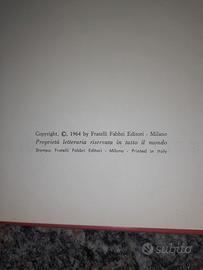 Copyright, ©, 1964 by Fratelli Fabbri Editori - Milano
Proprietà letteraria riservata in tutto il mondo
Stampa: Fratelli Fabbri Editori - Milano - Printed in Italy
subito